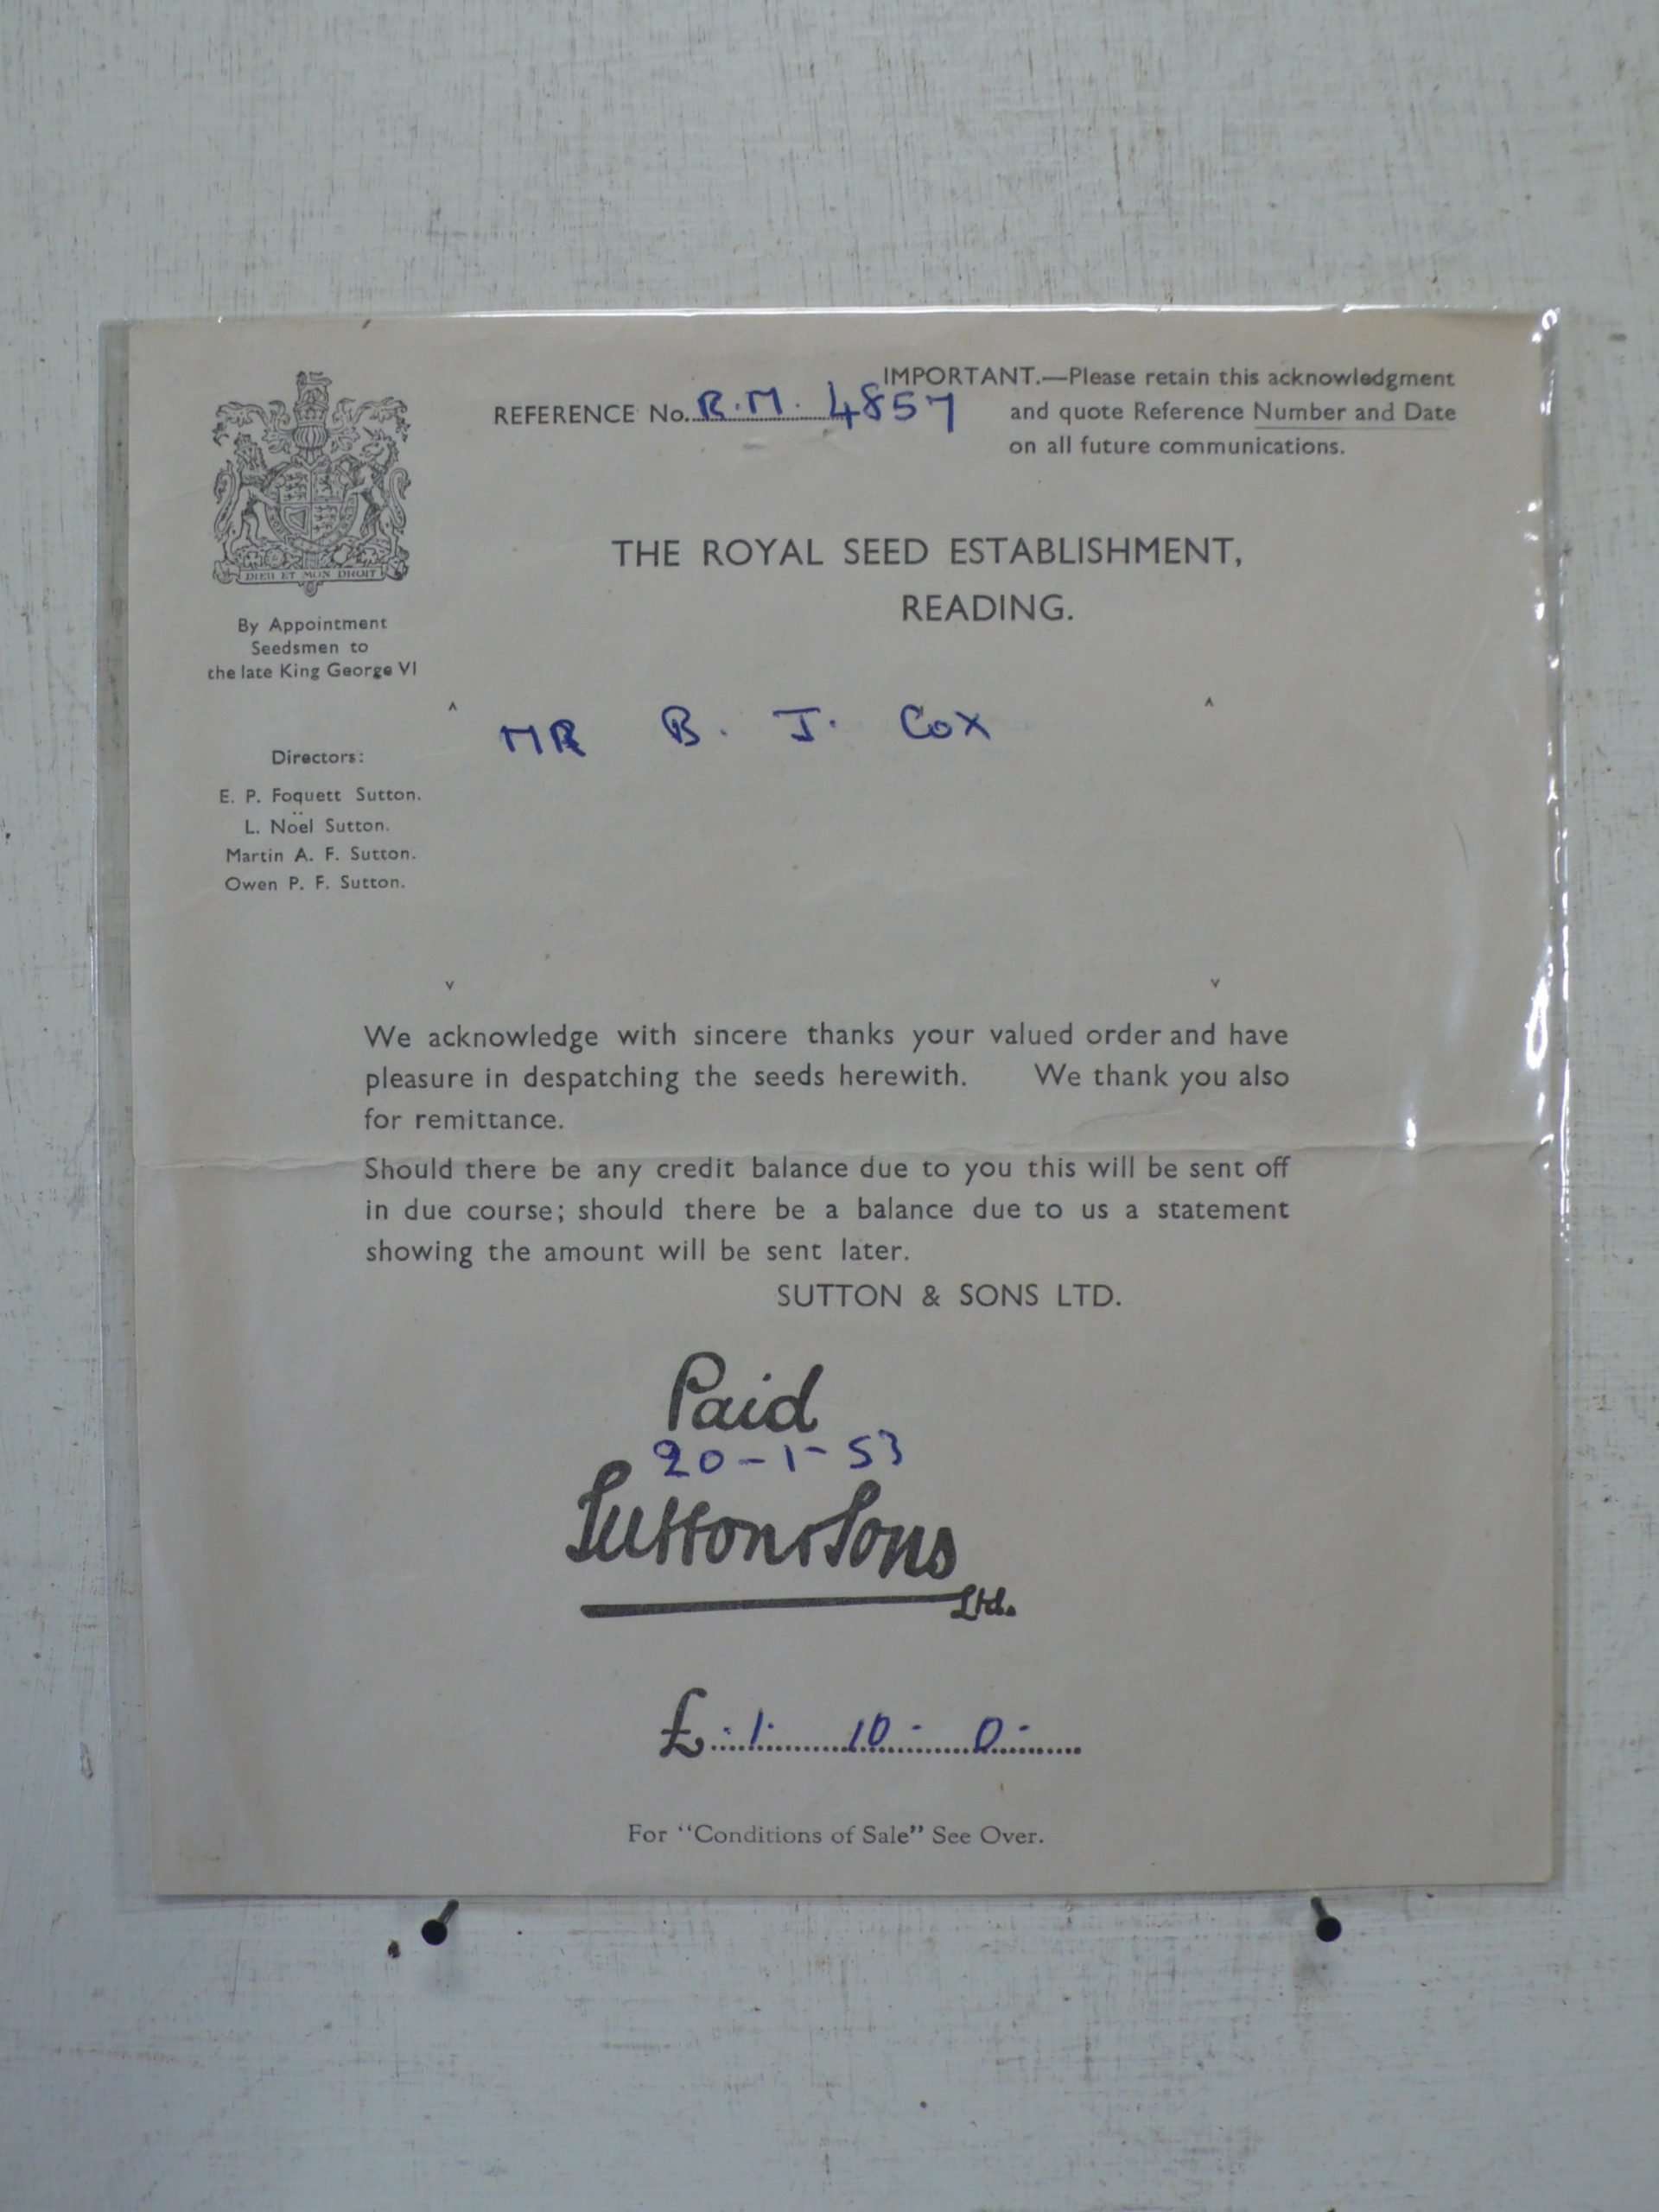 IMPORTANT.—Please retain this acknowledgment
REFERENCE No. R.M. 4857 and quote Reference Number and Date
on all future communications.
DIEU ET MON DROIT
THE ROYAL SEED ESTABLISHMENT,
READING.
By Appointment
Seedsmen to
the late King George VI
MR B. J. COX
Directors:
E. P. Foquett Sutton.
L. Noël Sutton.
Martin A. F. Sutton.
Owen P. F. Sutton.
We acknowledge with sincere thanks your valued order and have
pleasure in despatching the seeds herewith. We thank you also
for remittance.
Should there be any credit balance due to you this will be sent off
in due course; should there be a balance due to us a statement
showing the amount will be sent later.
SUTTON & SONS LTD.
Paid
20-1-53
Sutton & Sons
Ltd.
£ : 1 : 10 - 0 -
For "Conditions of Sale" See Over.